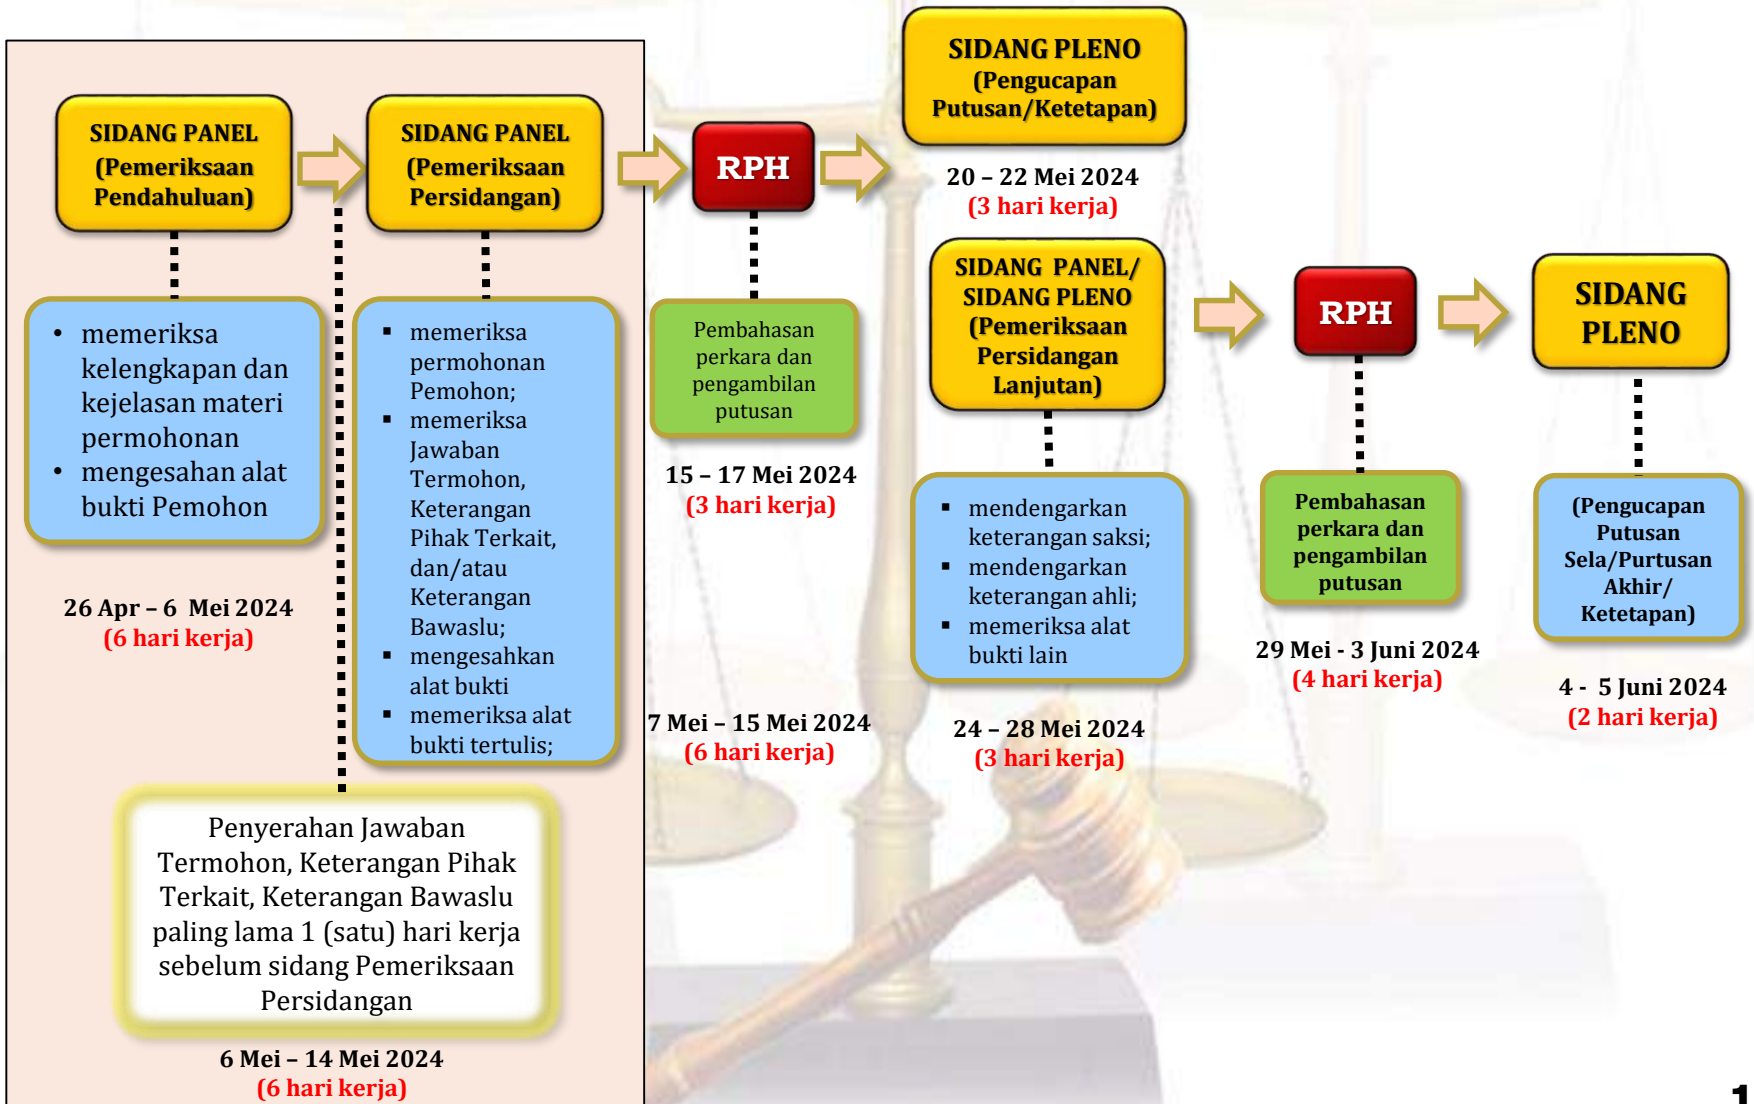 SIDANG PANEL
(Pemeriksaan
Pendahuluan)
• memeriksa
kelengkapan dan
kejelasan materi
permohonan
• mengesahan alat
bukti Pemohon
26 Apr – 6 Mei 2024
(6 hari kerja)
SIDANG PANEL
(Pemeriksaan
Persidangan)
▪ memeriksa
permohonan
Pemohon;
▪ memeriksa
Jawaban
Termohon,
Keterangan
Pihak Terkait,
dan/atau
Keterangan
Bawaslu;
▪ mengesahkan
alat bukti
▪ memeriksa alat
bukti tertulis;
7 Mei – 15 Mei 2024
(6 hari kerja)
Penyerahan Jawaban
Termohon, Keterangan Pihak
Terkait, Keterangan Bawaslu
paling lama 1 (satu) hari kerja
sebelum sidang Pemeriksaan
Persidangan
6 Mei – 14 Mei 2024
(6 hari kerja)
RPH
Pembahasan
perkara dan
pengambilan
putusan
15 – 17 Mei 2024
(3 hari kerja)
SIDANG PLENO
(Pengucapan
Putusan/Ketetapan)
20 – 22 Mei 2024
(3 hari kerja)
SIDANG PANEL/
SIDANG PLENO
(Pemeriksaan
Persidangan
Lanjutan)
▪ mendengarkan
keterangan saksi;
▪ mendengarkan
keterangan ahli;
▪ memeriksa alat
bukti lain
24 – 28 Mei 2024
(3 hari kerja)
RPH
Pembahasan
perkara dan
pengambilan
putusan
29 Mei - 3 Juni 2024
(4 hari kerja)
SIDANG
PLENO
(Pengucapan
Putusan
Sela/Purtusan
Akhir/
Ketetapan)
4 - 5 Juni 2024
(2 hari kerja)
1